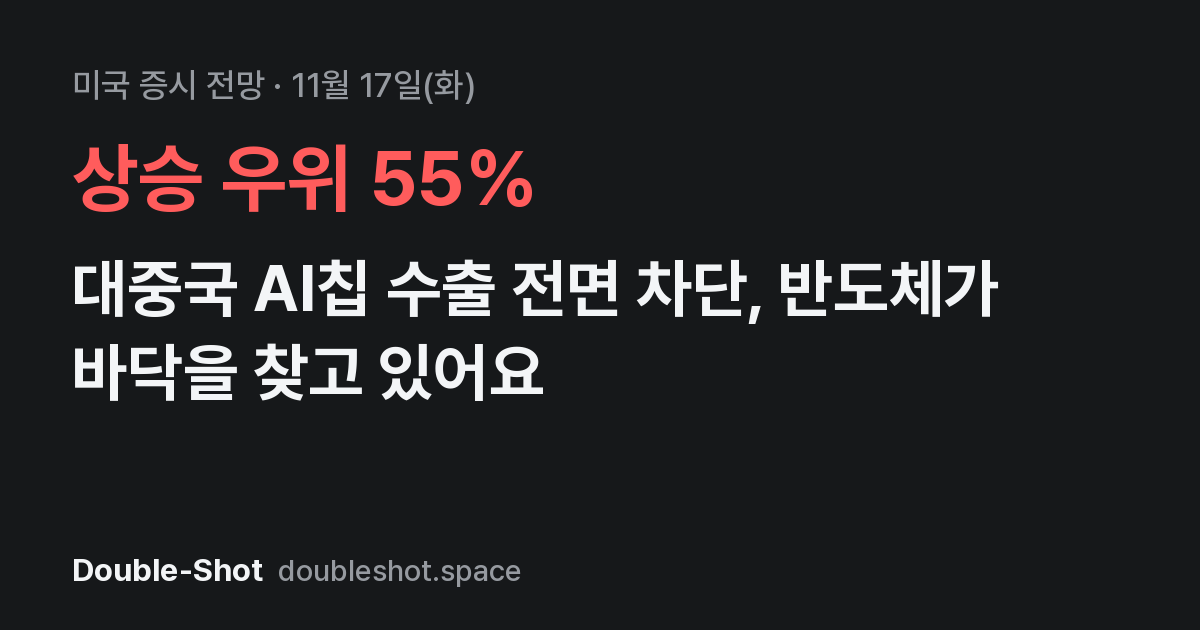 미국 증시 전망 · 11월 17일(화)
상승 우위 55%
대중국 AI칩 수출 전면 차단, 반도체가
바닥을 찾고 있어요
Double-Shot doubleshot.space